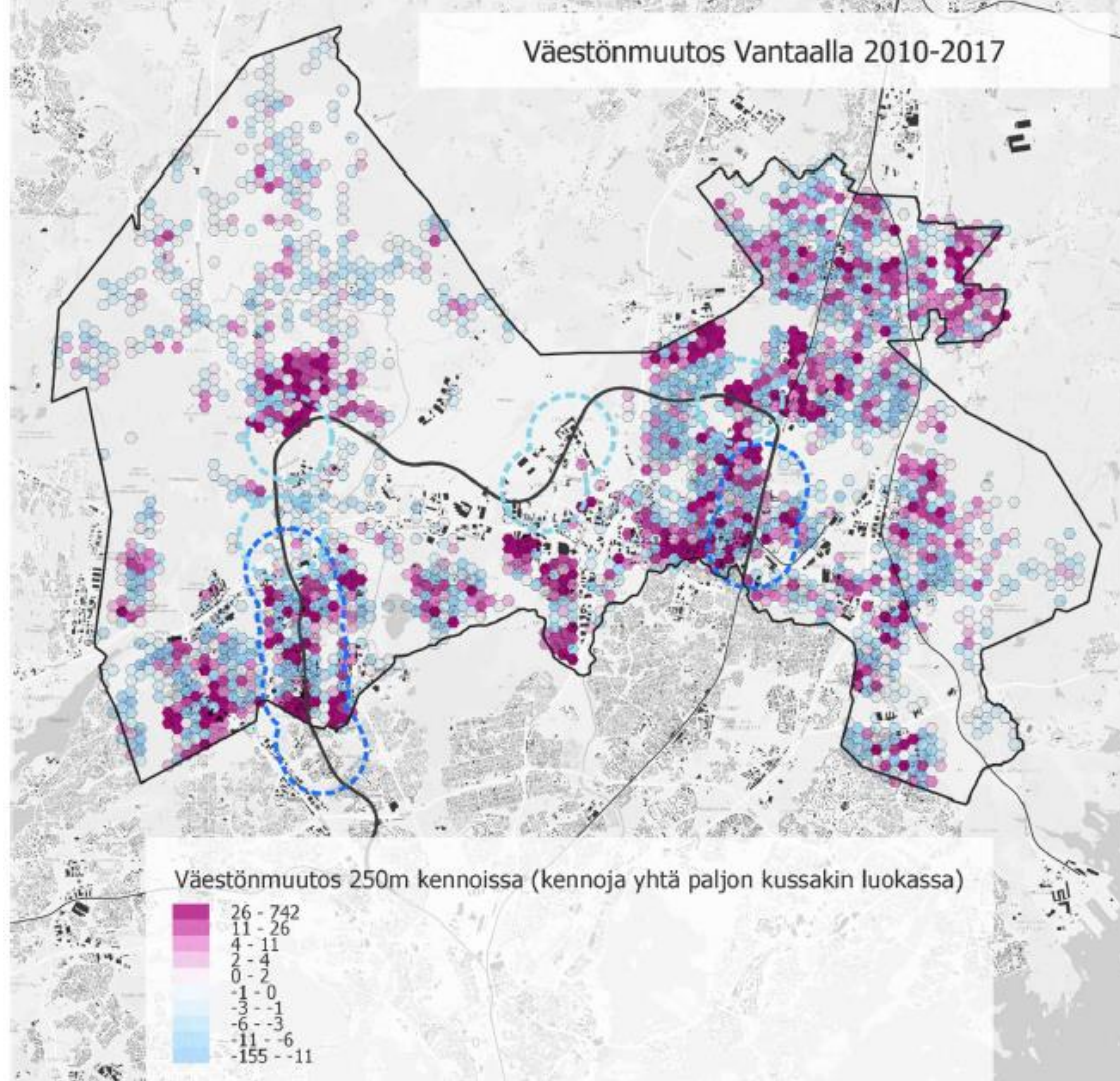 Väestönmuutos Vantaalla 2010-2017
Väestönmuutos 250m kennoissa (kennoja yhtä paljon kussakin luokassa)
26 - 742
11 - 26
4 - 11
2 - 4
0 - 2
-1 - 0
-3 - -1
-6 - -3
-11 - -6
-155 - -11